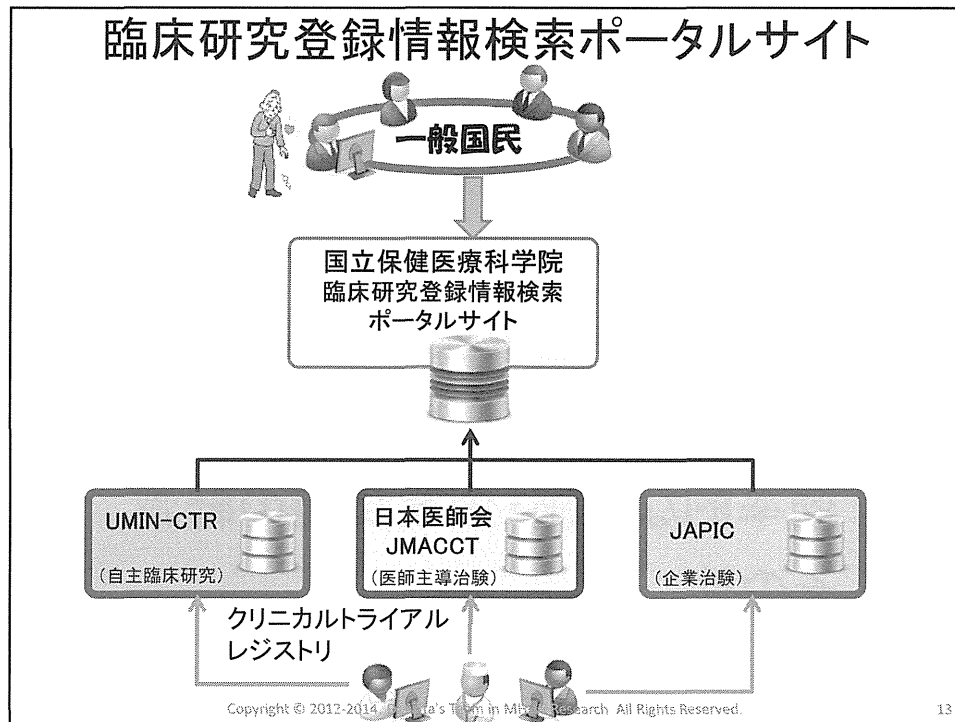 臨床研究登録情報検索ポータルサイト
一般国民
国立保健医療科学院
臨床研究登録情報検索
ポータルサイト
UMIN-CTR
(自主臨床研究)
日本医師会
JMACCT
(医師主導治験)
JAPIC
(企業治験)
クリニカルトライアル
レジストリ
Copyright © 2012-2014 in Research All Rights Reserved.
13